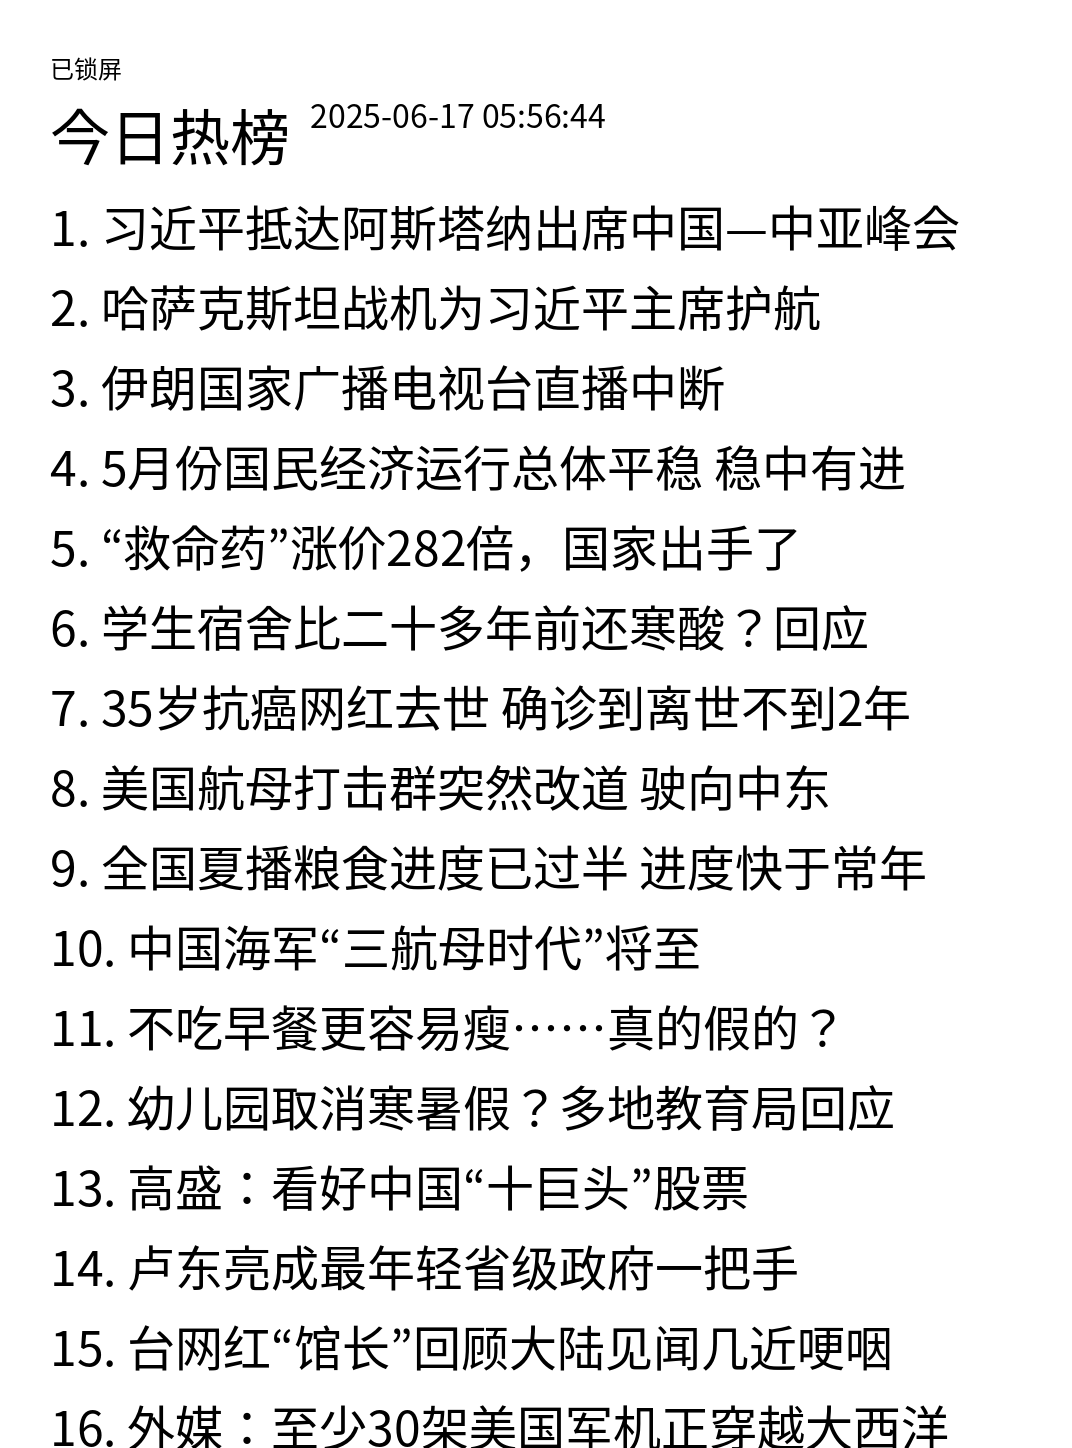 已锁屏
今日热榜 2025-06-17 05:56:44
1. 习近平抵达阿斯塔纳出席中国—中亚峰会
2. 哈萨克斯坦战机为习近平主席护航
3. 伊朗国家广播电视台直播中断
4. 5月份国民经济运行总体平稳 稳中有进
5. “救命药”涨价282倍，国家出手了
6. 学生宿舍比二十多年前还寒酸？回应
7. 35岁抗癌网红去世 确诊到离世不到2年
8. 美国航母打击群突然改道 驶向中东
9. 全国夏播粮食进度已过半 进度快于常年
10. 中国海军“三航母时代”将至
11. 不吃早餐更容易瘦……真的假的？
12. 幼儿园取消寒暑假？多地教育局回应
13. 高盛：看好中国“十巨头”股票
14. 卢东亮成最年轻省级政府一把手
15. 台网红“馆长”回顾大陆见闻几近哽咽
16. 外媒：至少30架美国军机正穿越大西洋